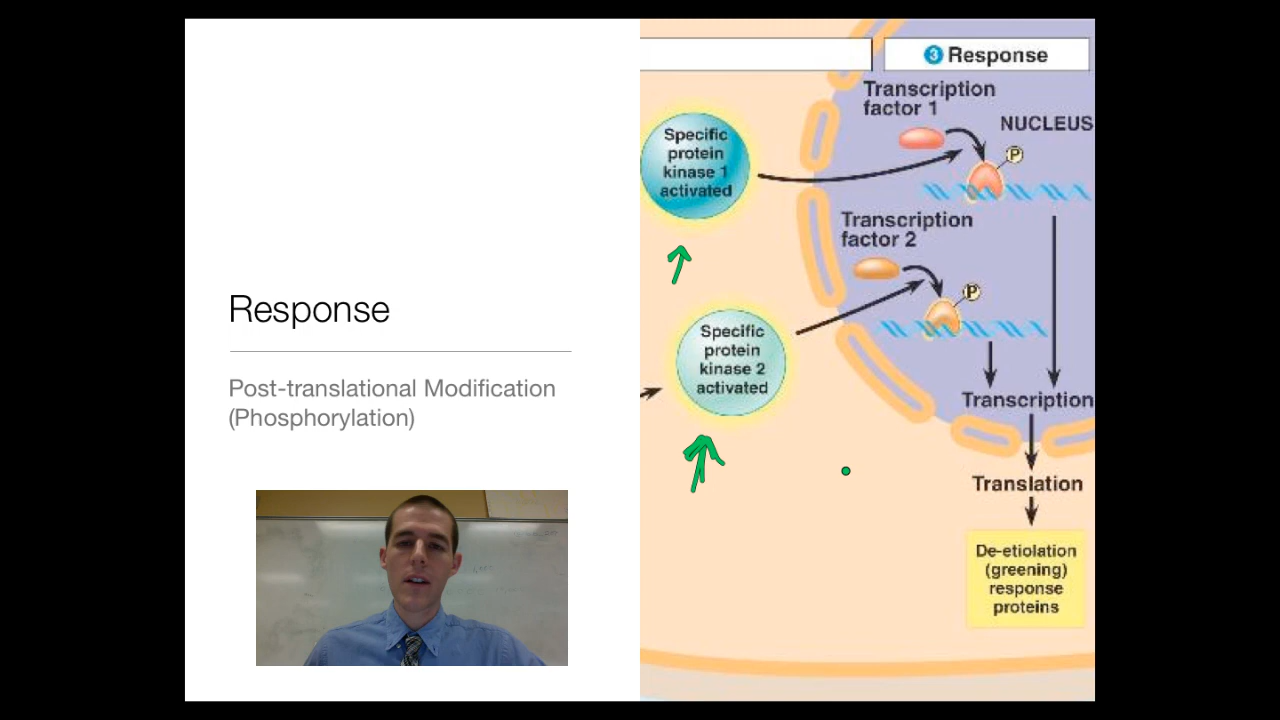 Response
Post-translational Modification
(Phosphorylation)
3 Response
Transcription
factor 1
NUCLEUS
P
Specific
protein
kinase 1
activated
Transcription
factor 2
P
Specific
protein
kinase 2
activated
Transcription
Translation
De-etiolation
(greening)
response
proteins